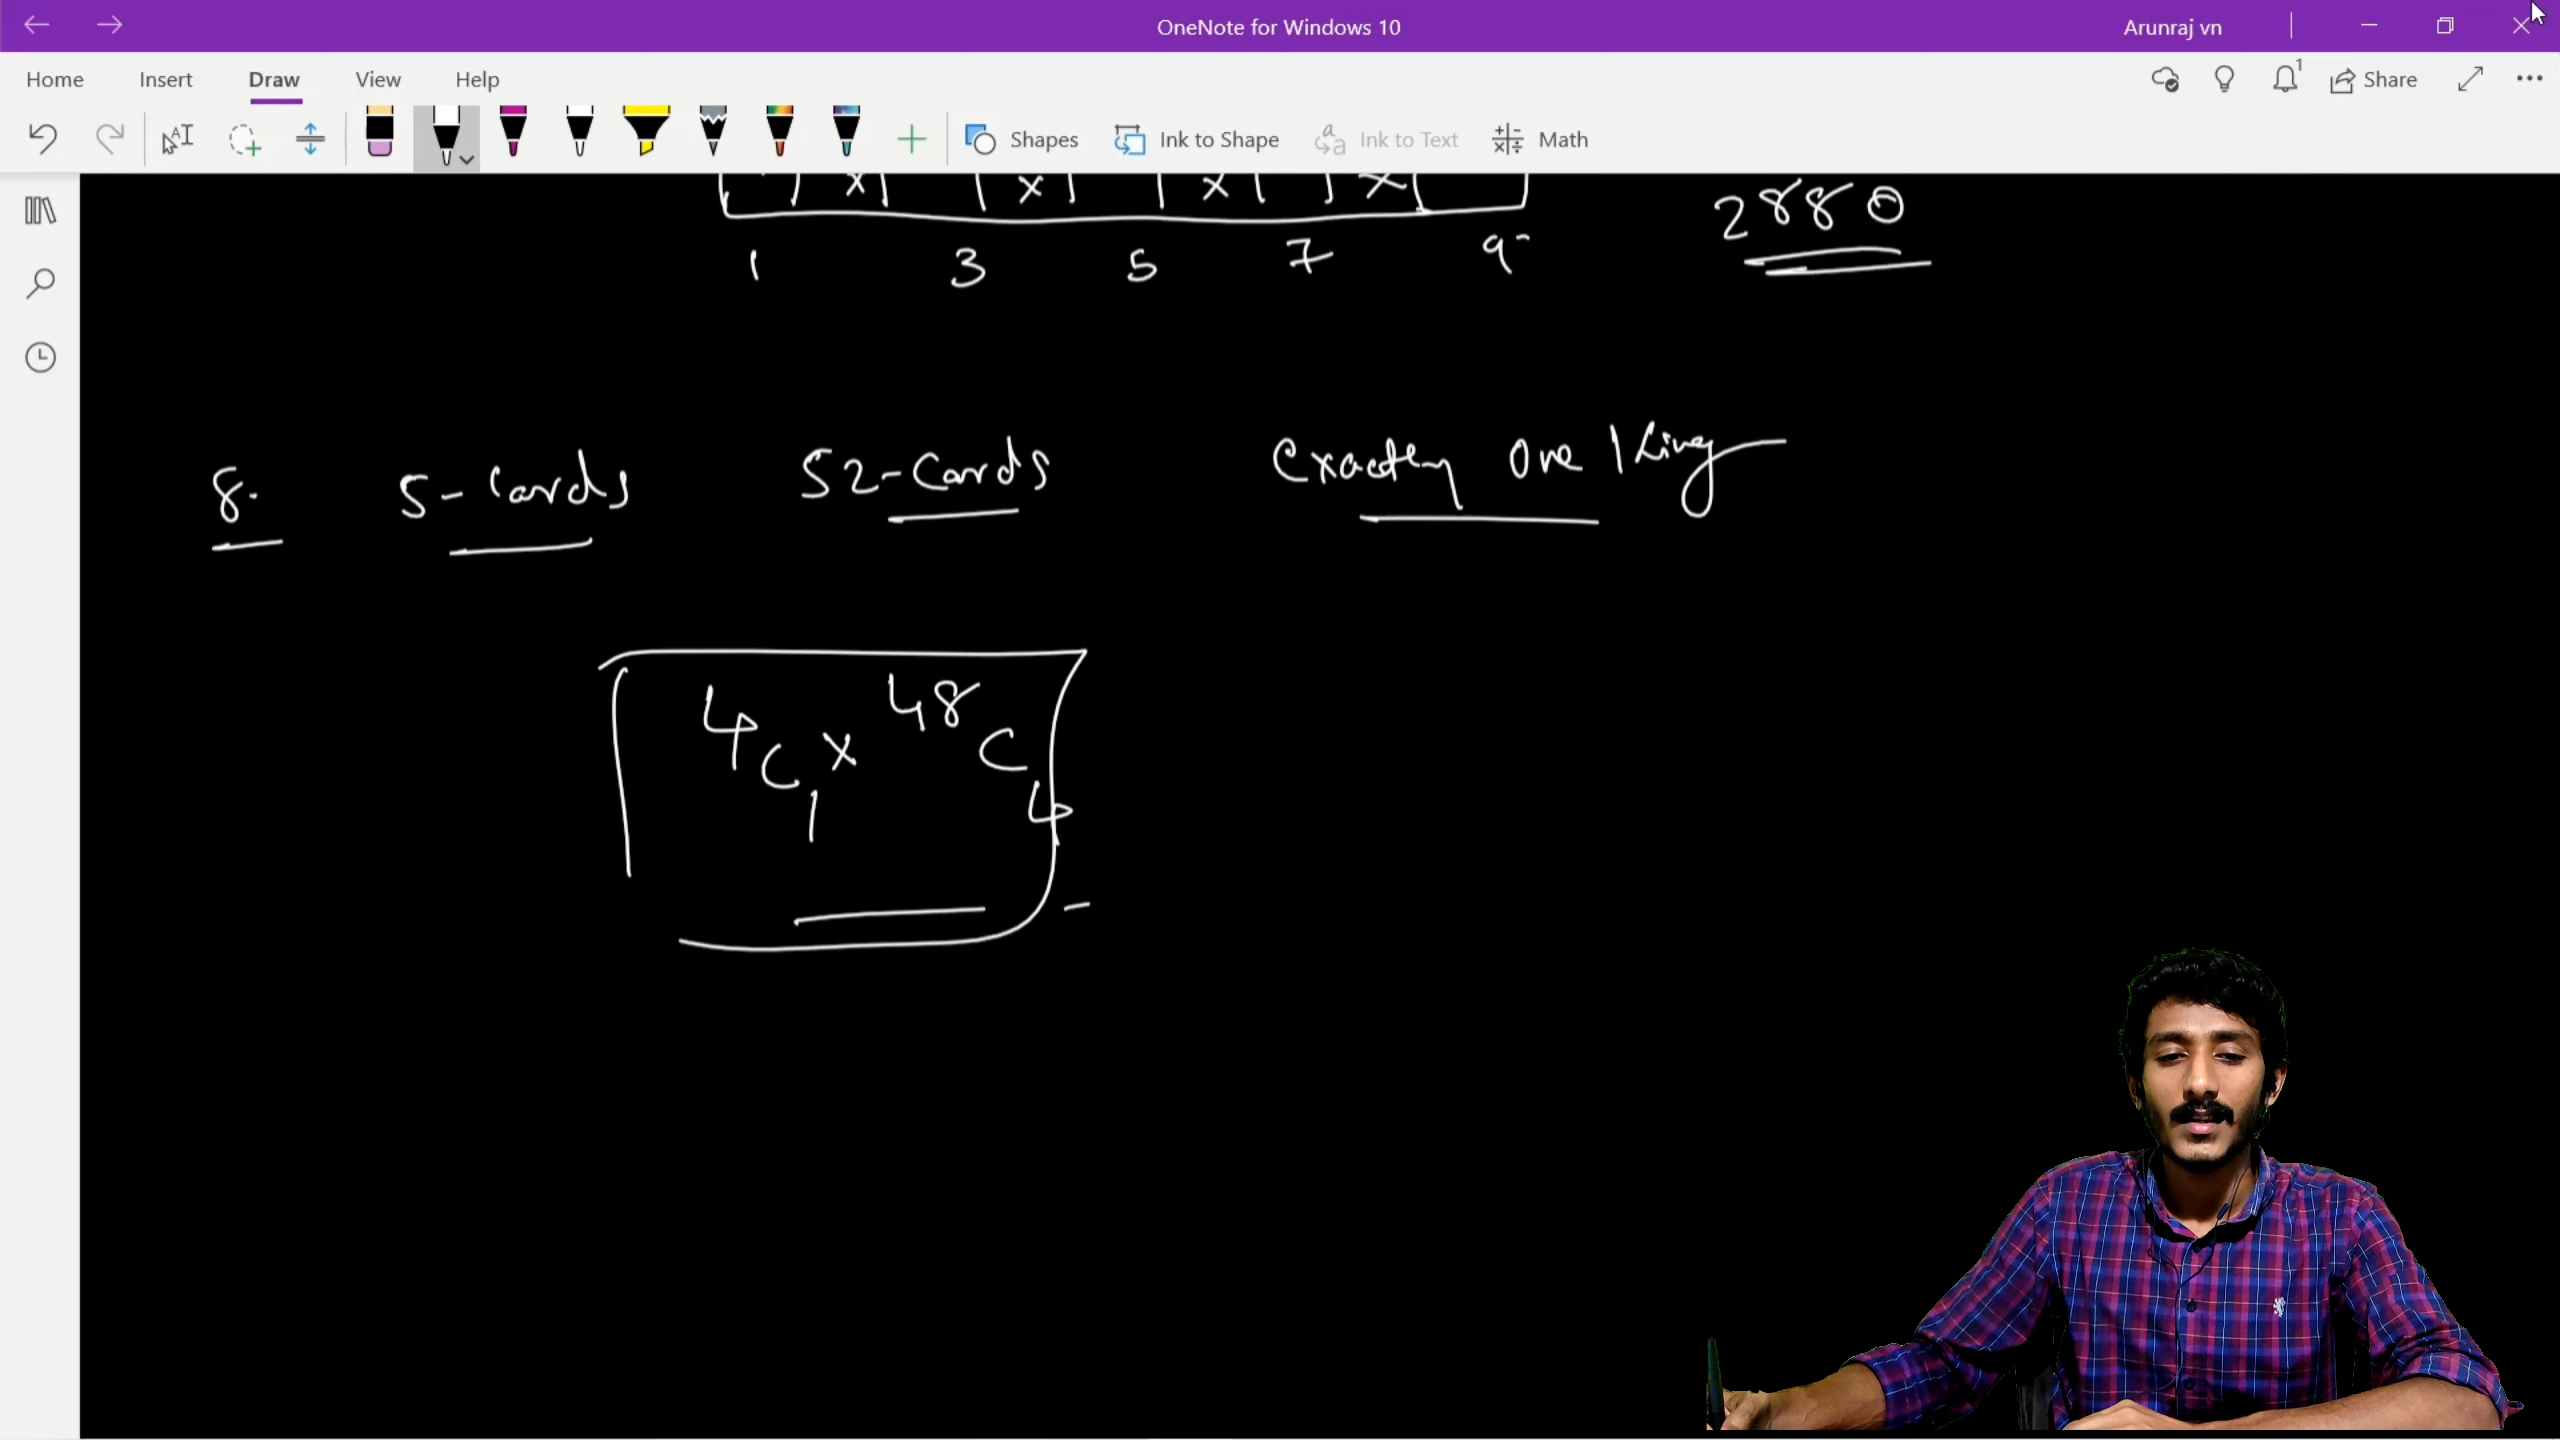 OneNote for Windows 10
Arunraj vn
Home Insert Draw View Help
1 Share
Shapes Ink to Shape Ink to Text Math
x x x x
2880
1 3 5 7 9
8. 5-Cards 52-Cards Exactly One King
⁴C₁ x ⁴⁸C₄